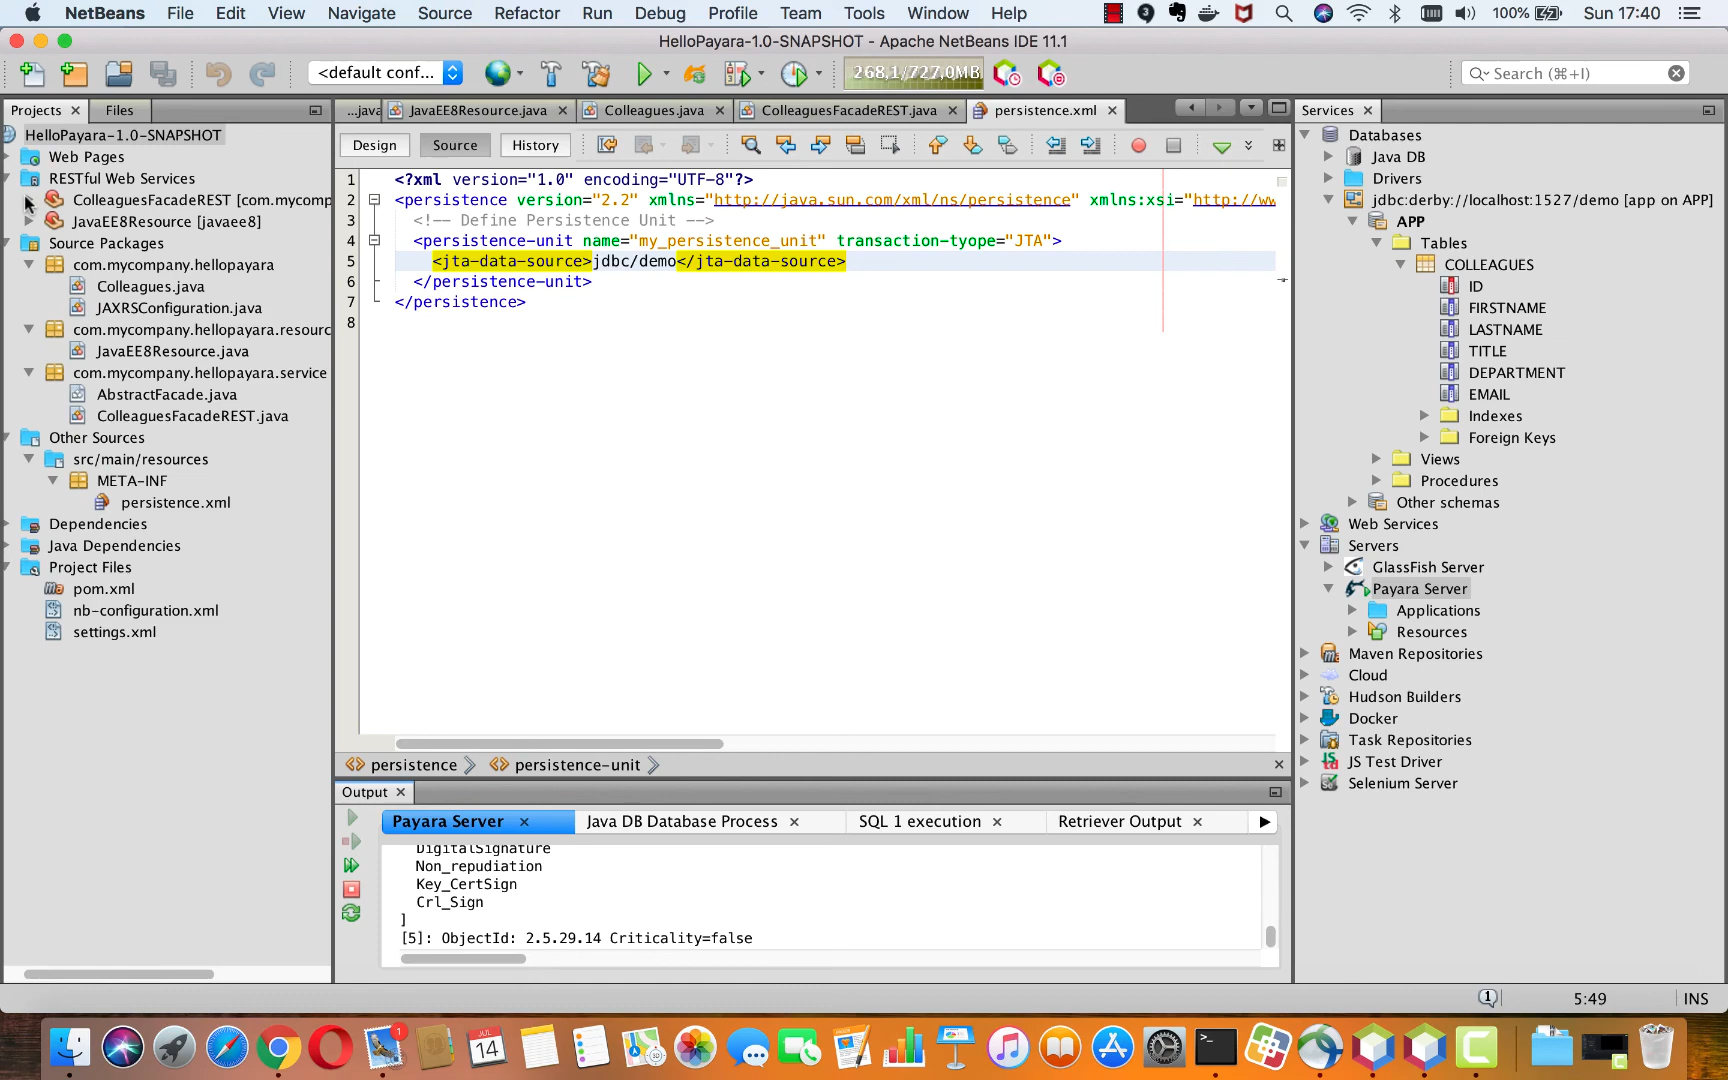 NetBeans File Edit View Navigate Source Refactor Run Debug Profile Team Tools Window Help 3 100% Sun 17:40
HelloPayara-1.0-SNAPSHOT - Apache NetBeans IDE 11.1
<default conf... 268,1/727,0MB Search (⌘+I)
Projects Files ...java JavaEE8Resource.java Colleagues.java ColleaguesFacadeREST.java persistence.xml Services
Design Source History
HelloPayara-1.0-SNAPSHOT
Web Pages
RESTful Web Services
ColleaguesFacadeREST [com.mycomp
JavaEE8Resource [javaee8]
Source Packages
com.mycompany.hellopayara
Colleagues.java
JAXRSConfiguration.java
com.mycompany.hellopayara.resourc
JavaEE8Resource.java
com.mycompany.hellopayara.service
AbstractFacade.java
ColleaguesFacadeREST.java
Other Sources
src/main/resources
META-INF
persistence.xml
Dependencies
Java Dependencies
Project Files
pom.xml
nb-configuration.xml
settings.xml
1 <?xml version="1.0" encoding="UTF-8"?>
2 <persistence version="2.2" xmlns="http://java.sun.com/xml/ns/persistence" xmlns:xsi="http://ww
3 <!-- Define Persistence Unit -->
4 <persistence-unit name="my_persistence_unit" transaction-tyope="JTA">
5 <jta-data-source>jdbc/demo</jta-data-source>
6 </persistence-unit>
7 </persistence>
8
persistence persistence-unit
Output
Payara Server Java DB Database Process SQL 1 execution Retriever Output
DigitalSignature
Non_repudiation
Key_CertSign
Crl_Sign
]
[5]: ObjectId: 2.5.29.14 Criticality=false
Databases
Java DB
Drivers
jdbc:derby://localhost:1527/demo [app on APP]
APP
Tables
COLLEAGUES
ID
FIRSTNAME
LASTNAME
TITLE
DEPARTMENT
EMAIL
Indexes
Foreign Keys
Views
Procedures
Other schemas
Web Services
Servers
GlassFish Server
Payara Server
Applications
Resources
Maven Repositories
Cloud
Hudson Builders
Docker
Task Repositories
JS Test Driver
Selenium Server
1 5:49 INS
1 JUL 14